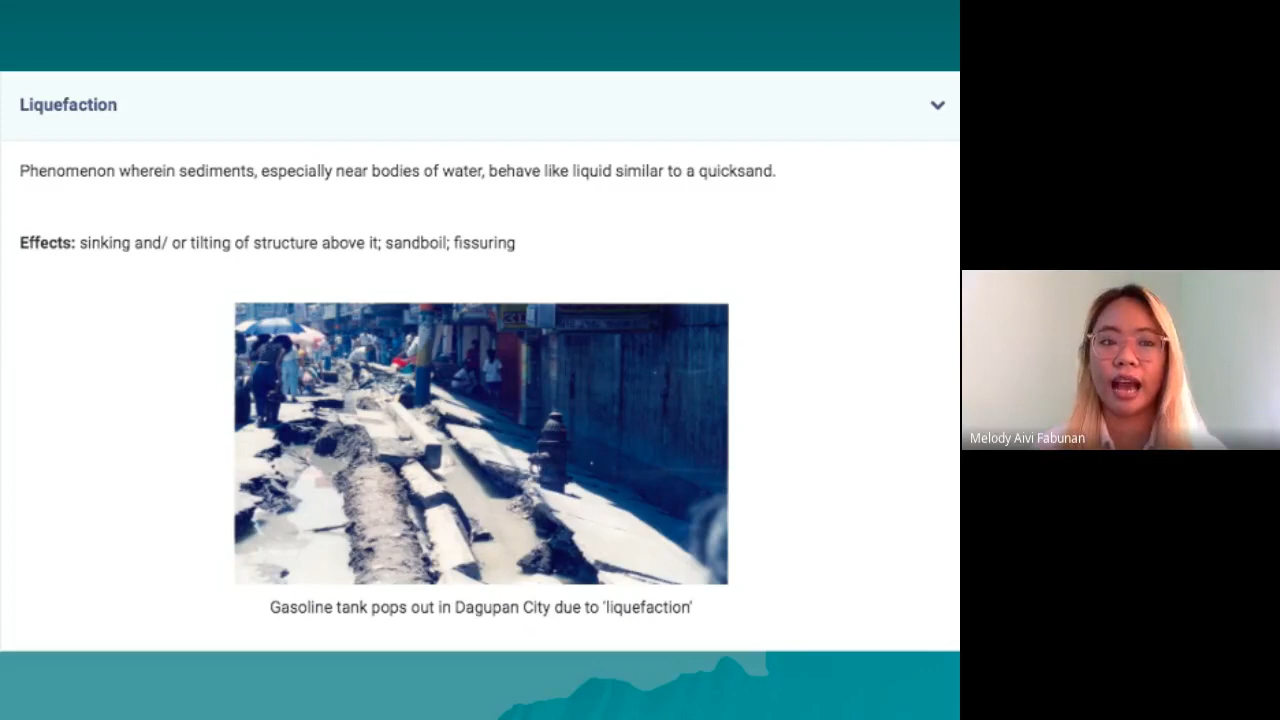 Liquefaction
Phenomenon wherein sediments, especially near bodies of water, behave like liquid similar to a quicksand.
Effects: sinking and/ or tilting of structure above it; sandboil; fissuring
Gasoline tank pops out in Dagupan City due to 'liquefaction'
Melody Aivi Fabunan